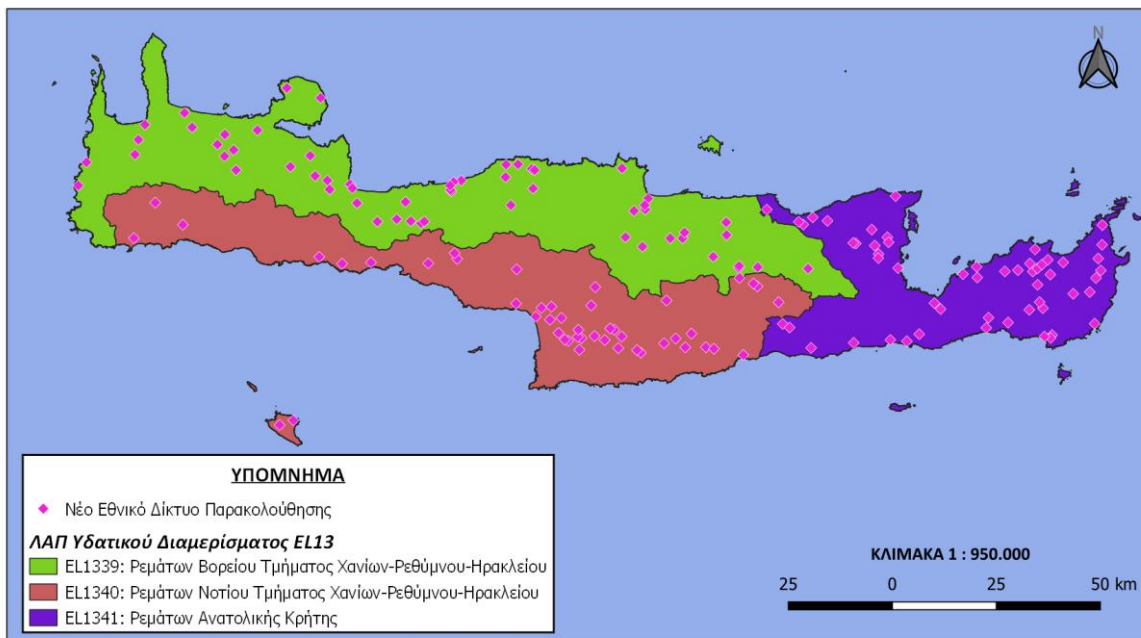 N
ΥΠΟΜΝΗΜΑ
Νέο Εθνικό Δίκτυο Παρακολούθησης
ΛΑΠ Υδατικού Διαμερίσματος EL13
EL1339: Ρεμάτων Βορείου Τμήματος Χανίων-Ρεθύμνου-Ηρακλείου
EL1340: Ρεμάτων Νοτίου Τμήματος Χανίων-Ρεθύμνου-Ηρακλείου
EL1341: Ρεμάτων Ανατολικής Κρήτης
ΚΛΙΜΑΚΑ 1 : 950.000
25 0 25 50 km